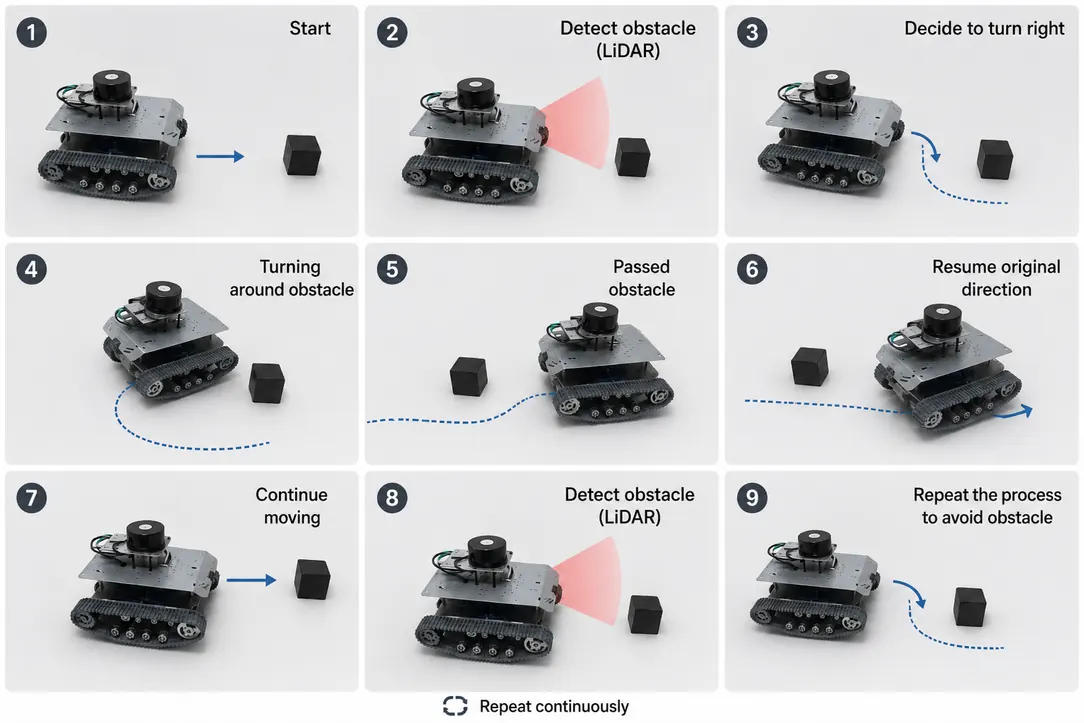 1
Start
2
Detect obstacle
(LiDAR)
3
Decide to turn right
4
Turning
around obstacle
5
Passed
obstacle
6
Resume original
direction
7
Continue
moving
8
Detect obstacle
(LiDAR)
9
Repeat the process
to avoid obstacle
Repeat continuously